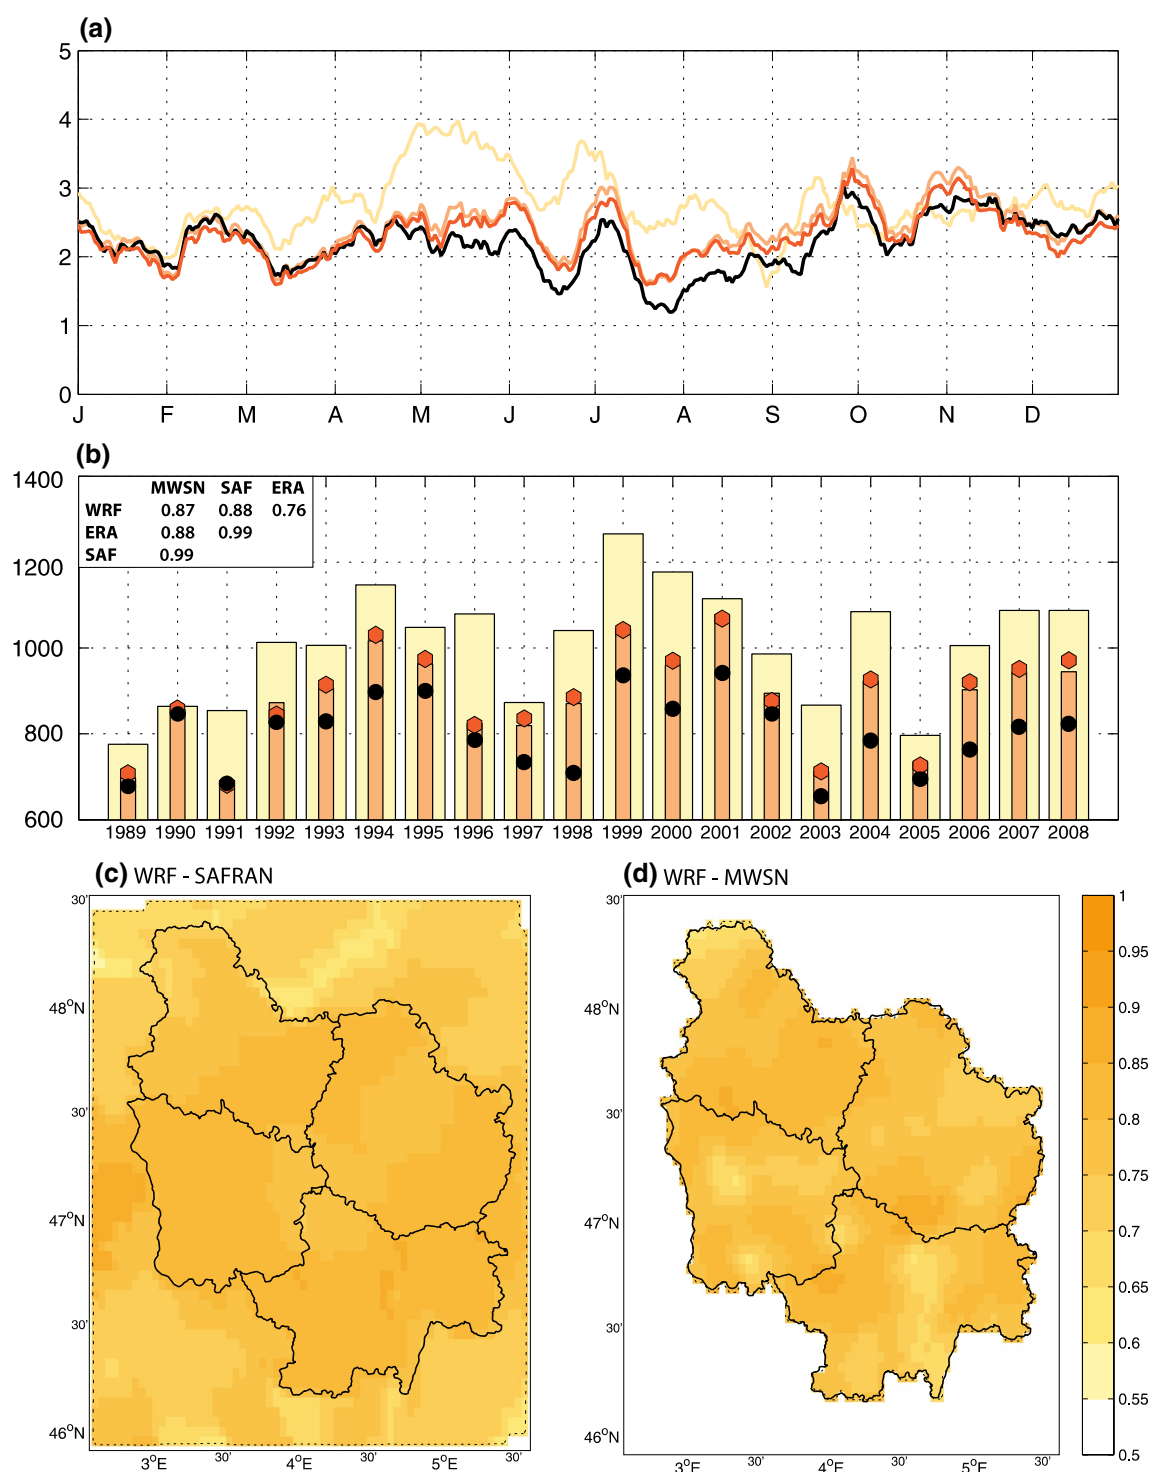 (a)
5
4
3
2
1
0
J F M A M J J A S O N D
(b)
1400
1200
1000
800
600
MWSN SAF ERA
WRF 0.87 0.88 0.76
ERA 0.88 0.99
SAF 0.99
1989 1990 1991 1992 1993 1994 1995 1996 1997 1998 1999 2000 2001 2002 2003 2004 2005 2006 2007 2008
(c) WRF - SAFRAN
30'
48°N
30'
47°N
30'
46°N
3°E 30' 4°E 30' 5°E 30'
(d) WRF - MWSN
30'
48°N
30'
47°N
30'
46°N
3°E 30' 4°E 30' 5°E 30'
1
0.95
0.9
0.85
0.8
0.75
0.7
0.65
0.6
0.55
0.5